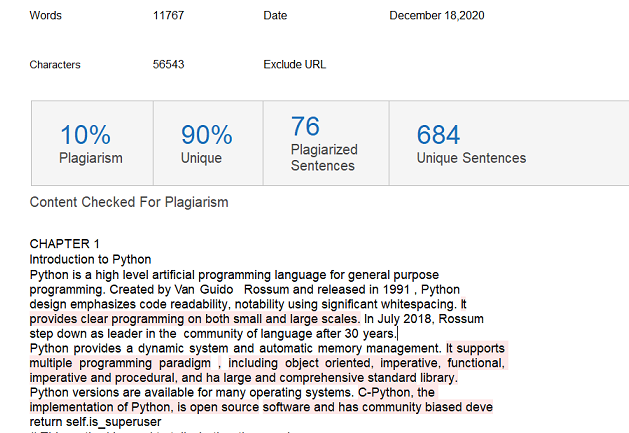 Words 11767 Date December 18,2020
Characters 56543 Exclude URL
10% 90% 76 684
Plagiarism Unique Plagiarized Sentences Unique Sentences
Content Checked For Plagiarism
CHAPTER 1
Introduction to Python
Python is a high level artificial programming language for general purpose
programming. Created by Van Guido Rossum and released in 1991 , Python
design emphasizes code readability, notability using significant whitespacing. It
provides clear programming on both small and large scales. In July 2018, Rossum
step down as leader in the community of language after 30 years.
Python provides a dynamic system and automatic memory management. It supports
multiple programming paradigm , including object oriented, imperative, functional,
imperative and procedural, and ha large and comprehensive standard library.
Python versions are available for many operating systems. C-Python, the
implementation of Python, is open source software and has community biased deve
return self.is_superuser